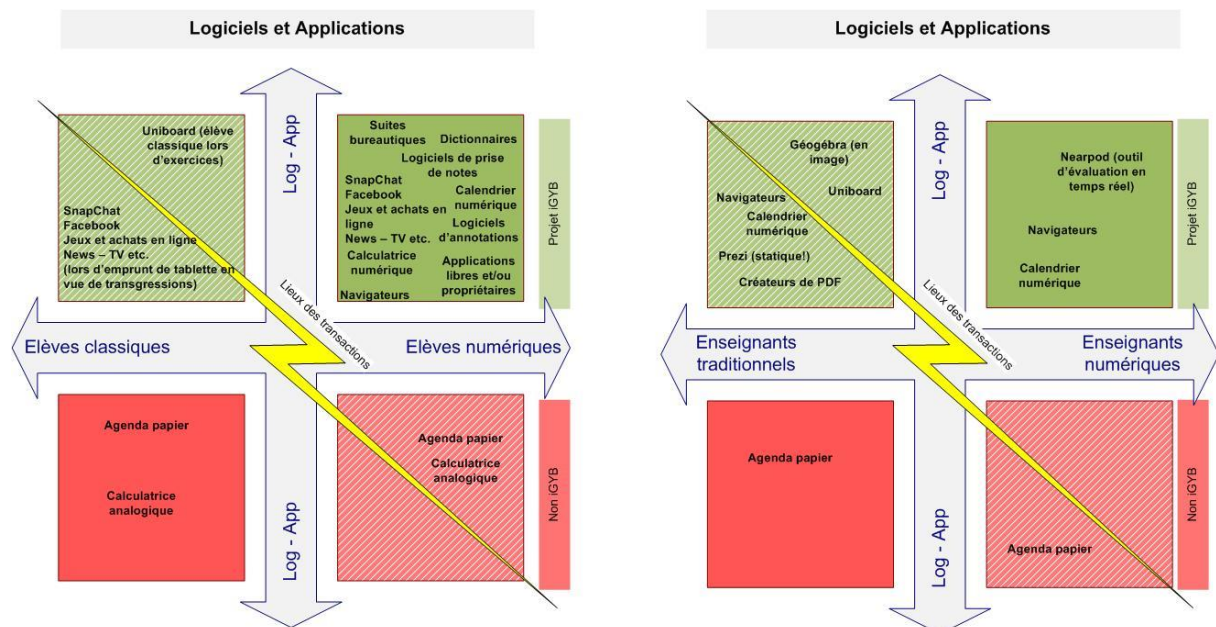 Logiciels et Applications
Log - App
Uniboard (élève
classique lors
d'exercices)
SnapChat
Facebook
Jeux et achats en ligne
News – TV etc.
(lors d'emprunt de tablette en
vue de transgressions)
Suites
bureautiques
Dictionnaires
Logiciels de prise
de notes
SnapChat
Facebook
Jeux et achats en
ligne
News – TV etc.
Calendrier
numérique
Logiciels
d'annotations
Calculatrice
numérique
Applications
libres et/ou
propriétaires
Navigateurs
Projet iGYB
Lieux des transactions
Elèves classiques
Elèves numériques
Agenda papier
Calculatrice
analogique
Agenda papier
Calculatrice
analogique
Non iGYB
Log - App
Logiciels et Applications
Log - App
Géogébra (en
image)
Uniboard
Navigateurs
Calendrier
numérique
Prezi (statique!)
Créateurs de PDF
Nearpod (outil
d'évaluation en
temps réel)
Navigateurs
Calendrier
numérique
Projet iGYB
Lieux des transactions
Enseignants
traditionnels
Enseignants
numériques
Agenda papier
Agenda papier
Non iGYB
Log - App